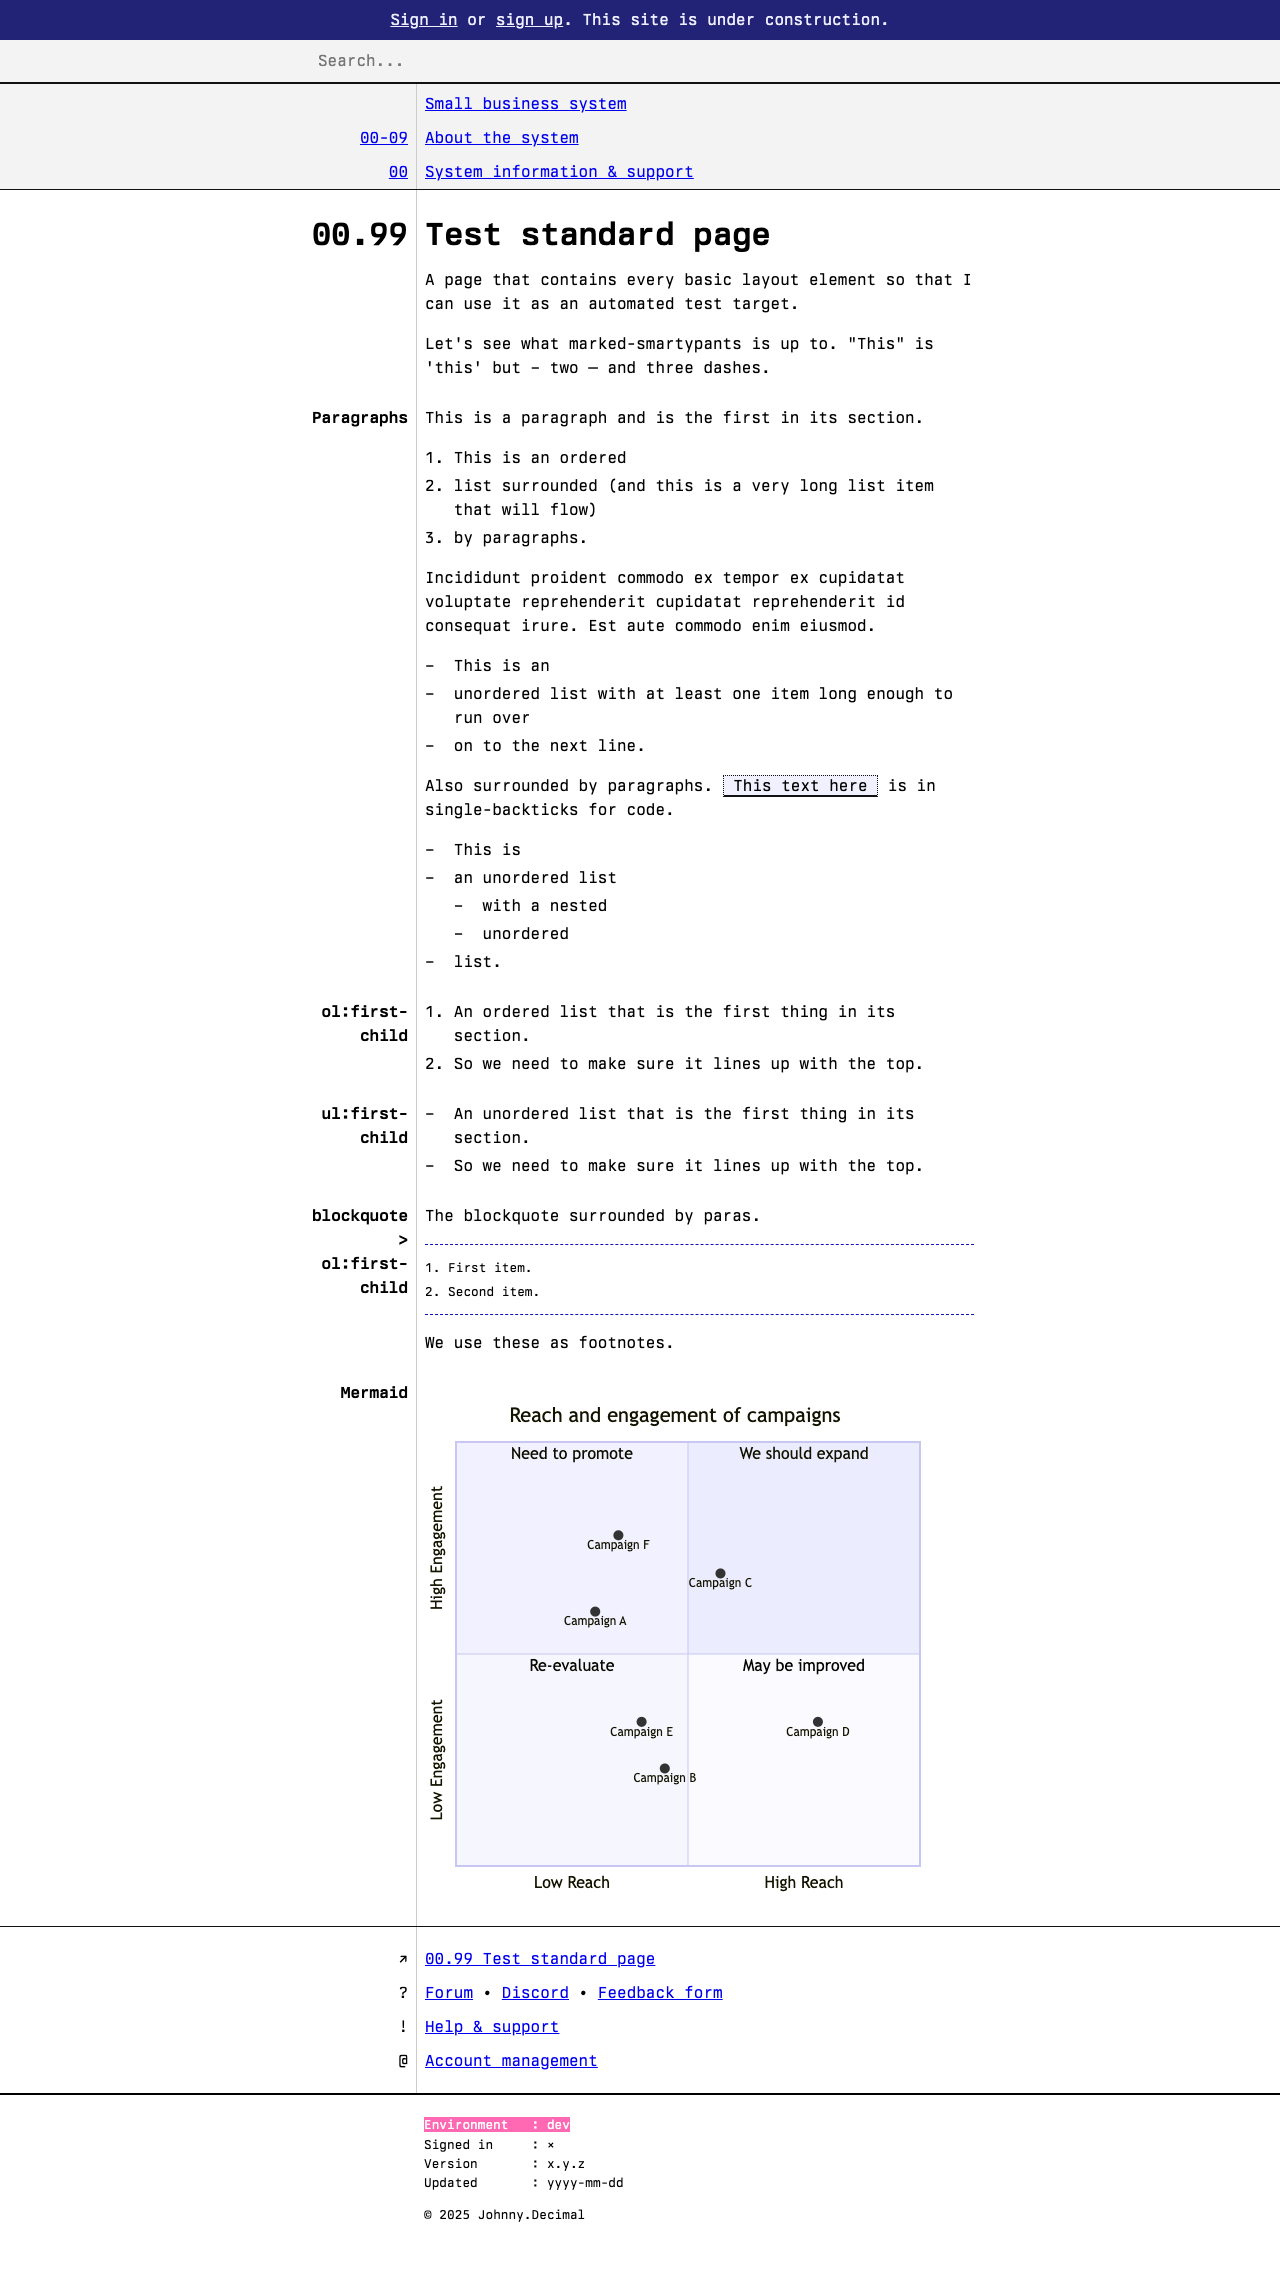 Sign in or sign up. This site is under construction.
Search...
Small business system
00-09 About the system
00 System information & support
00.99 Test standard page
A page that contains every basic layout element so that I
can use it as an automated test target.
Let's see what marked-smartypants is up to. "This" is
'this' but – two — and three dashes.
Paragraphs This is a paragraph and is the first in its section.
1. This is an ordered
2. list surrounded (and this is a very long list item
that will flow)
3. by paragraphs.
Incididunt proident commodo ex tempor ex cupidatat
voluptate reprehenderit cupidatat reprehenderit id
consequat irure. Est aute commodo enim eiusmod.
– This is an
– unordered list with at least one item long enough to
run over
– on to the next line.
Also surrounded by paragraphs. This text here is in
single-backticks for code.
– This is
– an unordered list
– with a nested
– unordered
– list.
ol:first- 1. An ordered list that is the first thing in its
child section.
2. So we need to make sure it lines up with the top.
ul:first- – An unordered list that is the first thing in its
child section.
– So we need to make sure it lines up with the top.
blockquote The blockquote surrounded by paras.
>
ol:first- 1. First item.
child 2. Second item.
We use these as footnotes.
Mermaid
Reach and engagement of campaigns
Need to promote We should expand
High Engagement
Campaign F
Campaign C
Campaign A
Re-evaluate May be improved
Low Engagement
Campaign E Campaign D
Campaign B
Low Reach High Reach
↗ 00.99 Test standard page
? Forum • Discord • Feedback form
! Help & support
@ Account management
Environment : dev
Signed in : ×
Version : x.y.z
Updated : yyyy-mm-dd
© 2025 Johnny.Decimal